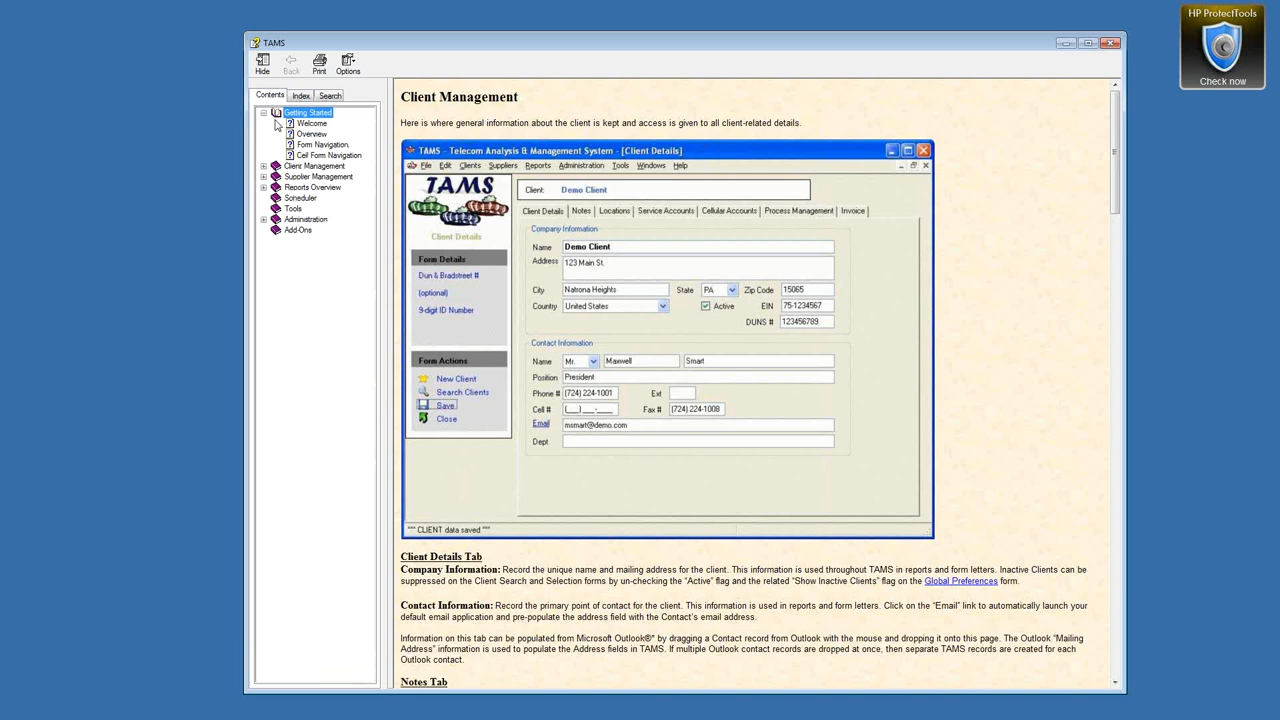 HP ProtectTools
Check now
TAMS
Hide
Back
Print
Options
Contents
Index
Search
Getting Started
Welcome
Overview
Form Navigation.
Ceil Form Navigation
Client Management
Supplier Management
Reports Overview
Scheduler
Tools
Administration
Add-Ons
Client Management
Here is where general information about the client is kept and access is given to all client-related details.
TAMS - Telecom Analysis & Management System - [Client Details]
File Edit Clients Suppliers Reports Administration Tools Windows Help
TAMS
Client Details
Form Details
Dun & Bradstreet #
(optional)
9-digit ID Number
Form Actions
New Client
Search Clients
Save
Close
Client: Demo Client
Client Details Notes Locations Service Accounts Cellular Accounts Process Management Invoice
Company Information
Name Demo Client
Address 123 Main St.
City Natrona Heights State PA Zip Code 15065
Country United States Active EIN 75-1234567
DUNS # 123456789
Contact Information
Name Mr. Maxwell Smart
Position President
Phone # (724) 224-1001 Ext
Cell # (___) ___-____ Fax # (724) 224-1008
Email msmart@demo.com
Dept
*** CLIENT data saved ***
Client Details Tab
Company Information: Record the unique name and mailing address for the client. This information is used throughout TAMS in reports and form letters. Inactive Clients can be
suppressed on the Client Search and Selection forms by un-checking the “Active” flag and the related “Show Inactive Clients” flag on the Global Preferences form.
Contact Information: Record the primary point of contact for the client. This information is used in reports and form letters. Click on the “Email” link to automatically launch your
default email application and pre-populate the address field with the Contact’s email address.
Information on this tab can be populated from Microsoft Outlook®* by dragging a Contact record from Outlook with the mouse and dropping it onto this page. The Outlook “Mailing
Address” information is used to populate the Address fields in TAMS. If multiple Outlook contact records are dropped at once, then separate TAMS records are created for each
Outlook contact.
Notes Tab